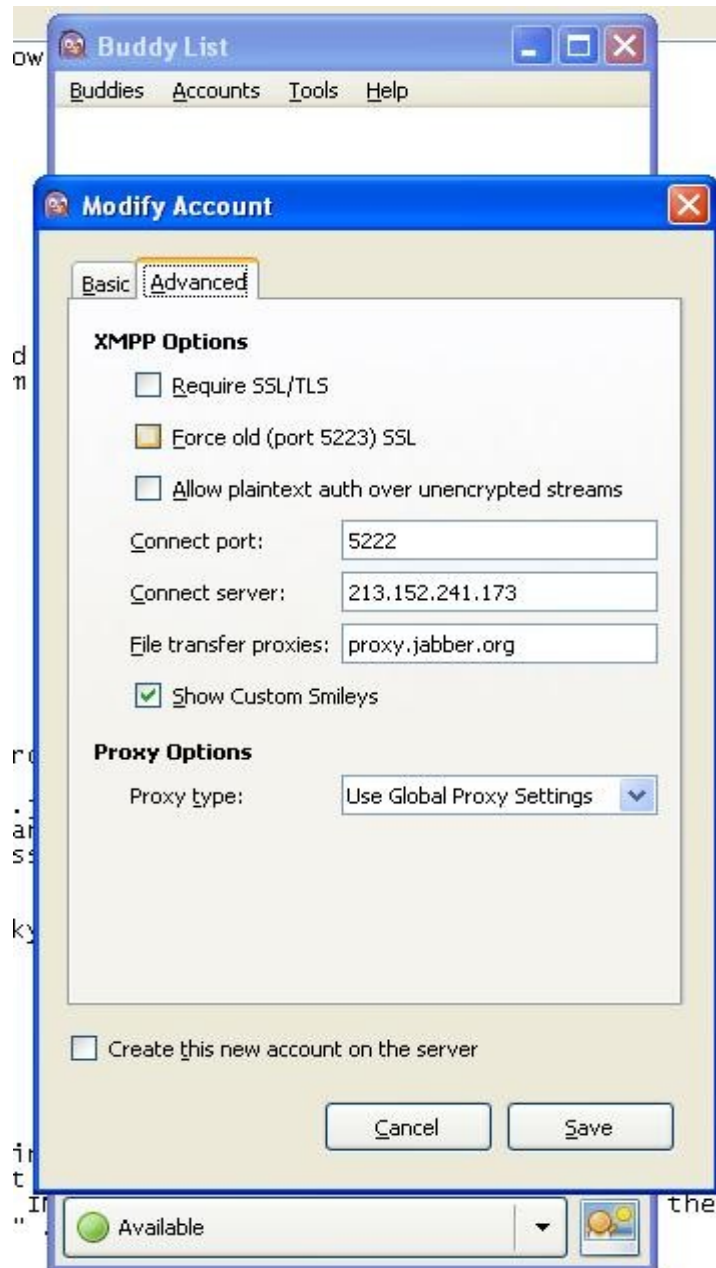 ow
Buddy List
Buddies Accounts Tools Help
Modify Account
Basic Advanced
XMPP Options
d
Require SSL/TLS
m
Force old (port 5223) SSL
Allow plaintext auth over unencrypted streams
Connect port: 5222
Connect server: 213.152.241.173
File transfer proxies: proxy.jabber.org
Show Custom Smileys
Proxy Options
Proxy type: Use Global Proxy Settings
ky
Create this new account on the server
Cancel Save
t
the
Available